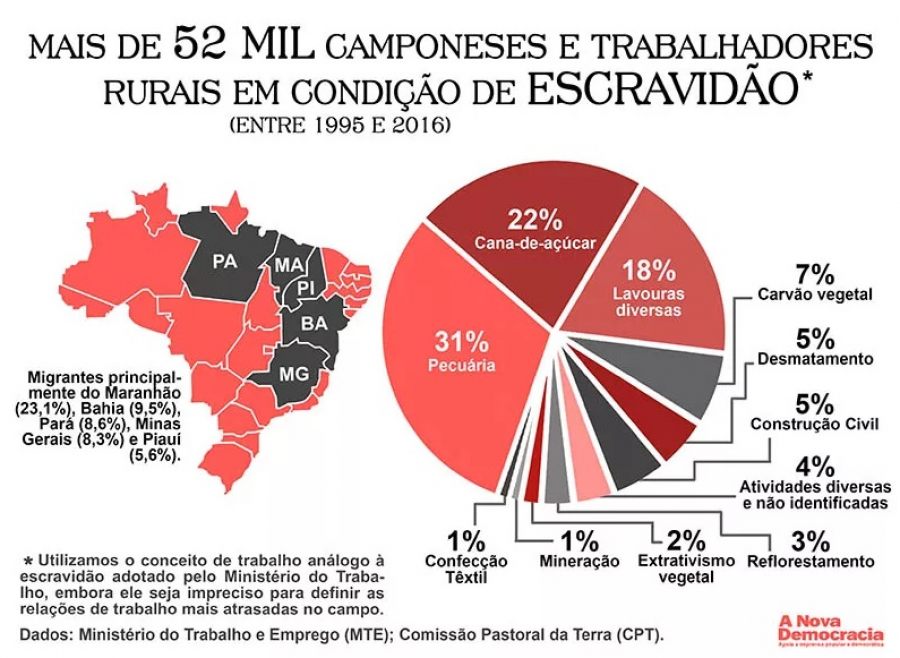 MAIS DE 52 MIL CAMPONESES E TRABALHADORES
RURAIS EM CONDIÇÃO DE ESCRAVIDÃO*
(ENTRE 1995 E 2016)
PA
MA
PI
BA
MG
Migrantes principal-
mente do Maranhão
(23,1%), Bahia (9,5%),
Pará (8,6%), Minas
Gerais (8,3%) e Piauí
(5,6%).
22%
Cana-de-açúcar
18%
Lavouras
diversas
31%
Pecuária
7%
Carvão vegetal
5%
Desmatamento
5%
Construção Civil
4%
Atividades diversas
e não identificadas
1%
Confecção
Têxtil
1%
Mineração
2%
Extrativismo
vegetal
3%
Reflorestamento
* Utilizamos o conceito de trabalho análogo à
escravidão adotado pelo Ministério do Traba-
lho, embora ele seja impreciso para definir as
relações de trabalho mais atrasadas no campo.
Dados: Ministério do Trabalho e Emprego (MTE); Comissão Pastoral da Terra (CPT).
A Nova
Democracia
Apoie a imprensa popular e democrática